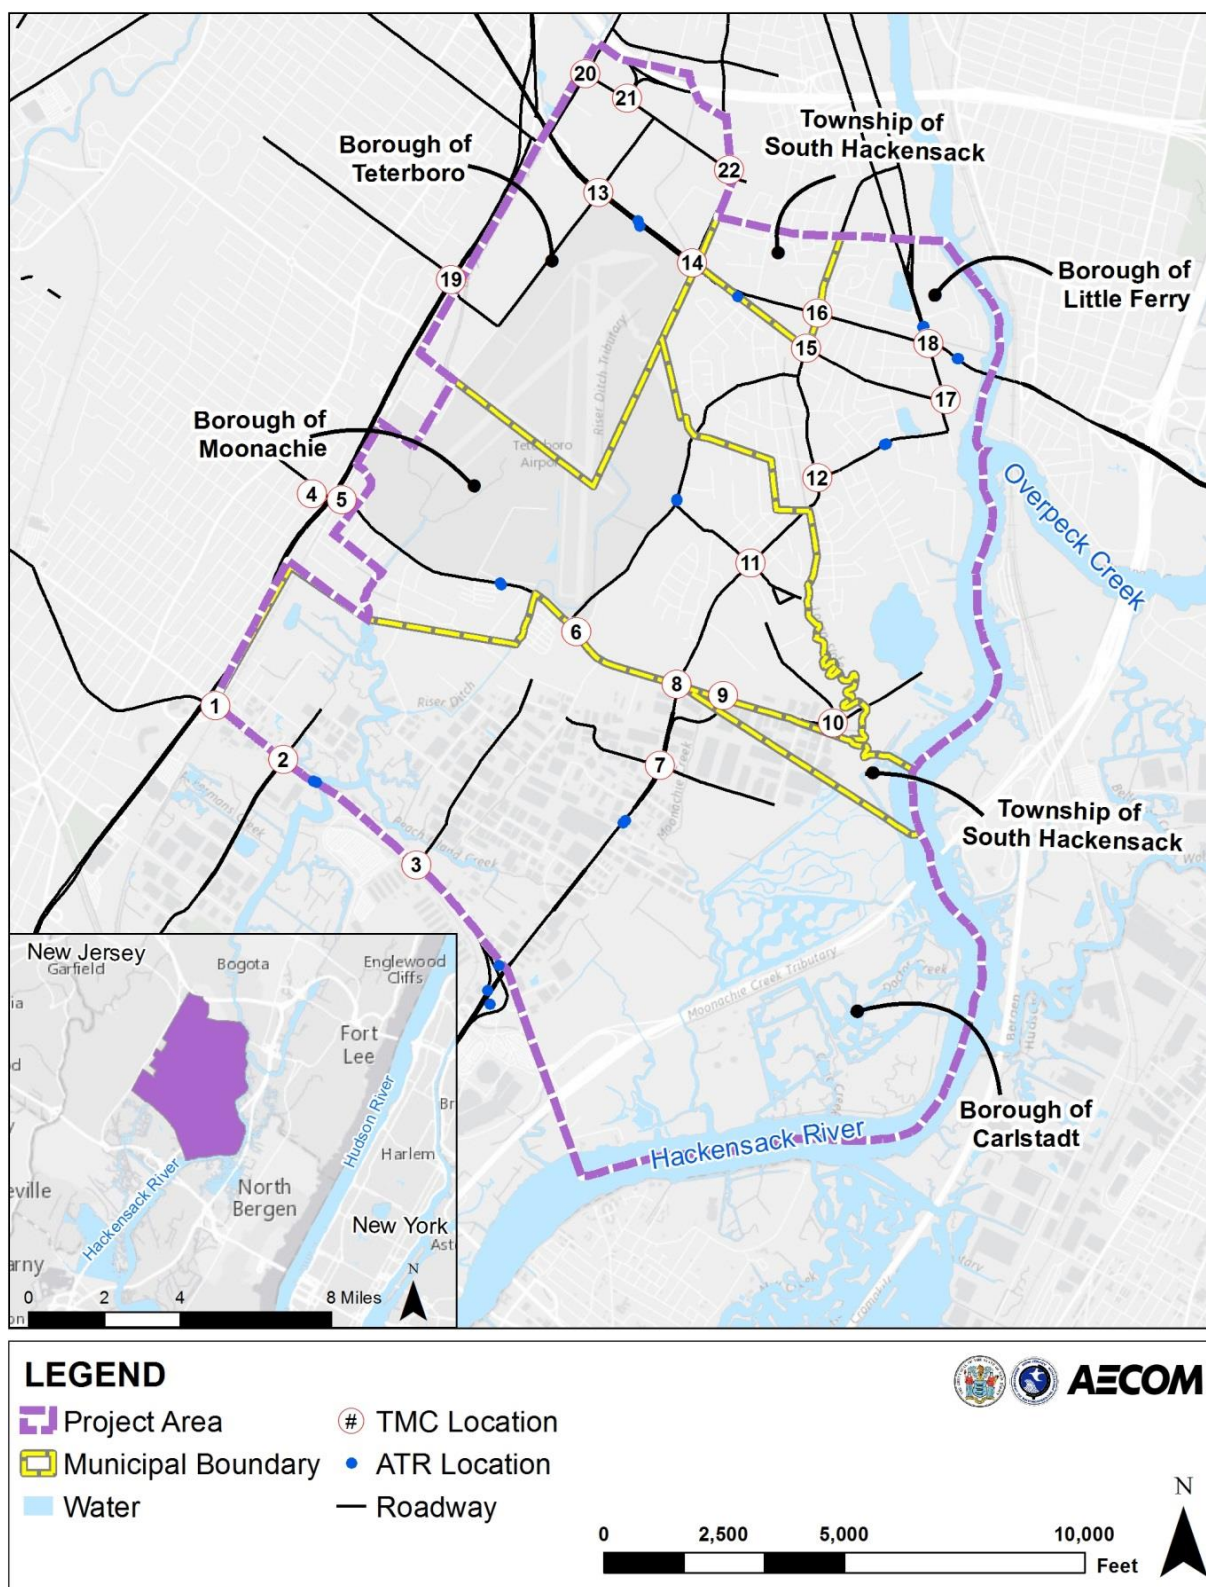 20
21
Township of
South Hackensack
Borough of
Teterboro
22
13
14
19
Borough of
Little Ferry
16
18
15
Riser Ditch Tributary
17
Borough of
Moonachie
Teterboro
Airport
12
4
5
Overpeck Creek
11
6
8
9
10
1
Riser Ditch
2
7
Moonachie Creek
Township of
South Hackensack
Peach Island Creek
3
Moonachie Creek Tributary
Bergen
Hudson
Borough of
Carlstadt
Hackensack River
New Jersey
Garfield
Bogota
Englewood
Cliffs
Fort
Lee
Hudson River
Harlem
Hackensack River
North
Bergen
New York
N
0 2 4 8 Miles
LEGEND
AECOM
Project Area
# TMC Location
Municipal Boundary
ATR Location
Water
Roadway
N
0 2,500 5,000 10,000
Feet